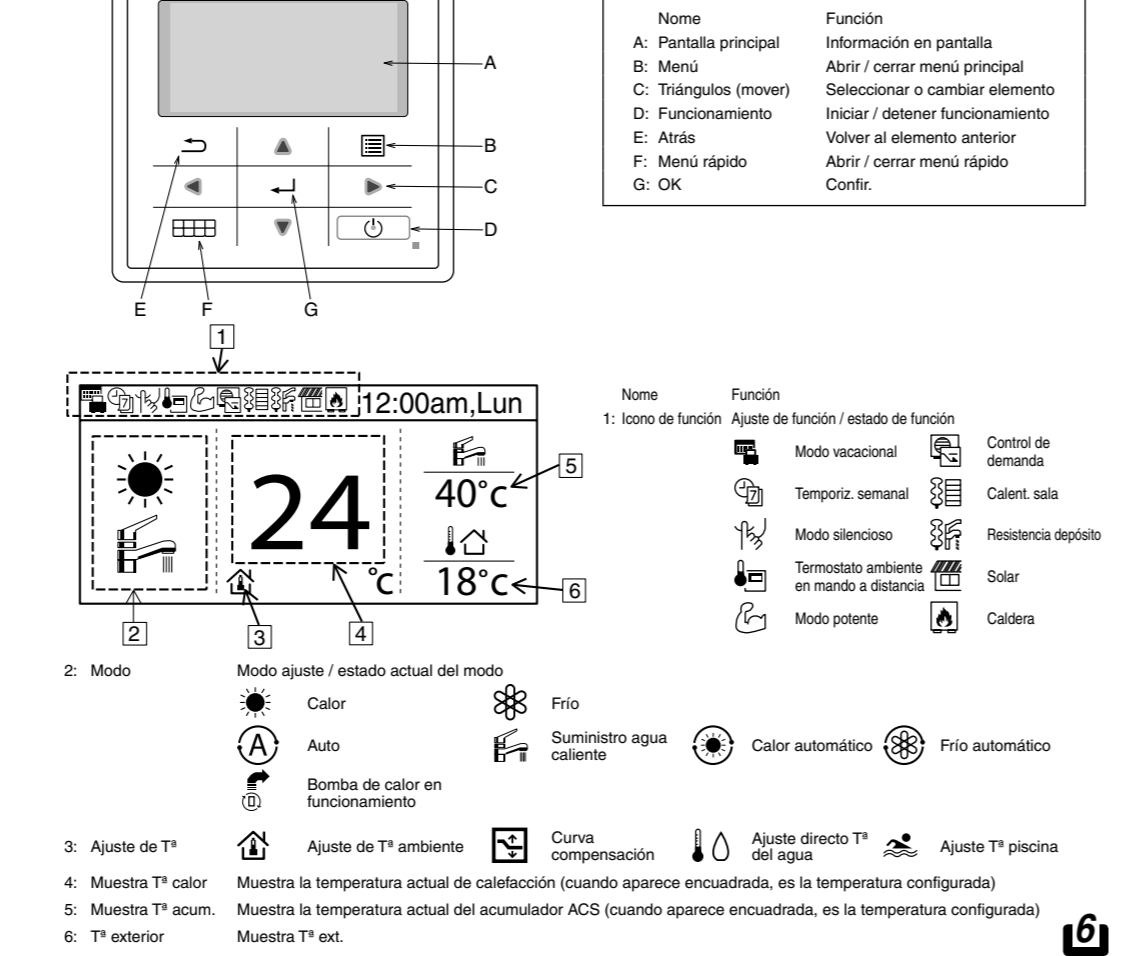 Nome Función
A: Pantalla principal Información en pantalla
B: Menú Abrir / cerrar menú principal
C: Triángulos (mover) Seleccionar o cambiar elemento
D: Funcionamiento Iniciar / detener funcionamiento
E: Atrás Volver al elemento anterior
F: Menú rápido Abrir / cerrar menú rápido
G: OK Confir.
A
B
C
D
E F G
1
12:00am,Lun
24
°c
40°c
18°c
5
6
2 3 4
7
Nome Función
1: Icono de función Ajuste de función / estado de función
Modo vacacional Control de
demanda
7 Temporiz. semanal Calent. sala
Modo silencioso Resistencia depósito
Termostato ambiente
en mando a distancia Solar
Modo potente Caldera
2: Modo Modo ajuste / estado actual del modo
Calor Frío
A Auto Suministro agua
caliente Calor automático Frío automático
Bomba de calor en
funcionamiento
3: Ajuste de Tª Ajuste de Tª ambiente Curva
compensación Ajuste directo Tª
del agua Ajuste Tª piscina
4: Muestra Tª calor Muestra la temperatura actual de calefacción (cuando aparece encuadrada, es la temperatura configurada)
5: Muestra Tª acum. Muestra la temperatura actual del acumulador ACS (cuando aparece encuadrada, es la temperatura configurada)
6: Tª exterior Muestra Tª ext.
6